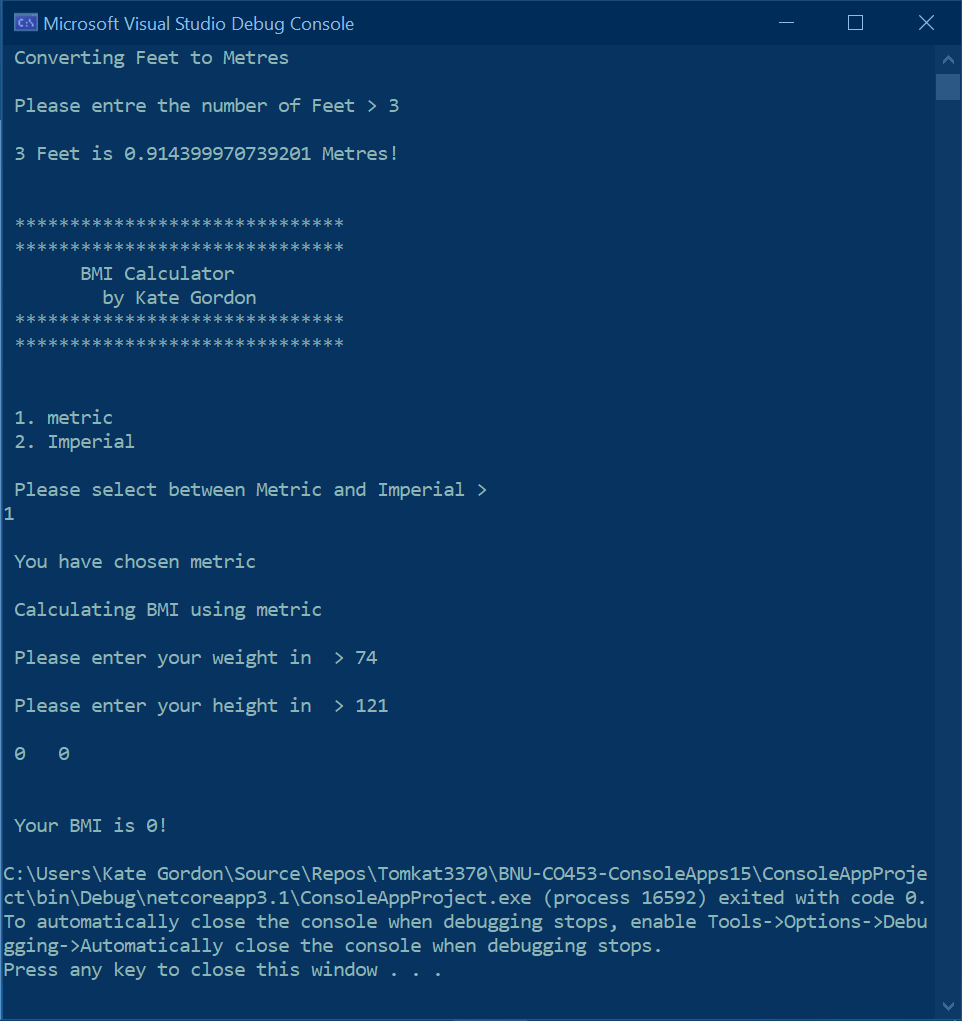 Microsoft Visual Studio Debug Console
Converting Feet to Metres
Please entre the number of Feet > 3
3 Feet is 0.914399970739201 Metres!
******************************
******************************
BMI Calculator
by Kate Gordon
******************************
******************************
1. metric
2. Imperial
Please select between Metric and Imperial >
1
You have chosen metric
Calculating BMI using metric
Please enter your weight in  > 74
Please enter your height in  > 121
0   0
Your BMI is 0!
C:\Users\Kate Gordon\Source\Repos\Tomkat3370\BNU-CO453-ConsoleApps15\ConsoleAppProje
ct\bin\Debug\netcoreapp3.1\ConsoleAppProject.exe (process 16592) exited with code 0.
To automatically close the console when debugging stops, enable Tools->Options->Debu
gging->Automatically close the console when debugging stops.
Press any key to close this window . . .